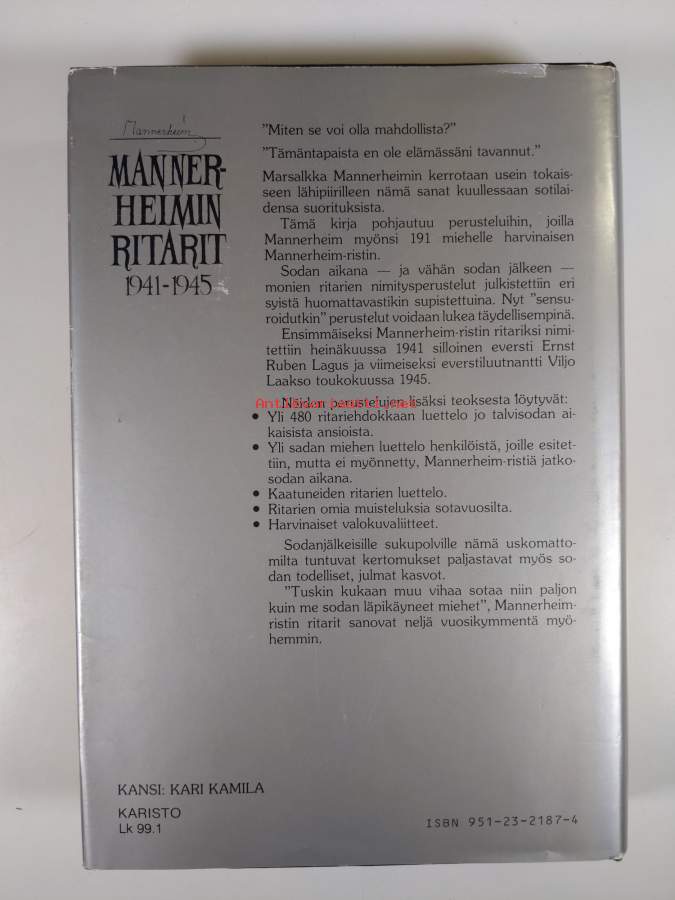 Mannerheim
MANNER-
HEIMIN
RITARIT
1941-1945
"Miten se voi olla mahdollista?"
"Tämäntapaista en ole elämässäni tavannut."
Marsalkka Mannerheimin kerrotaan usein tokais-
seen lähipiirilleen nämä sanat kuullessaan sotilai-
densa suorituksista.
Tämä kirja pohjautuu perusteluihin, joilla
Mannerheim myönsi 191 miehelle harvinaisen
Mannerheim-ristin.
Sodan aikana — ja vähän sodan jälkeen —
monien ritarien nimitysperustelut julkistettiin eri
syistä huomattavastikin supistettuina. Nyt "sensu-
roidutkin" perustelut voidaan lukea täydellisempinä.
Ensimmäiseksi Mannerheim-ristin ritariksi nimi-
tettiin heinäkuussa 1941 silloinen eversti Ernst
Ruben Lagus ja viimeiseksi everstiluutnantti Viljo
Laakso toukokuussa 1945.
Näiden perustelujen lisäksi teoksesta löytyvät:
• Yli 480 ritariehdokkaan luettelo jo talvisodan ai-
kaisista ansioista.
• Yli sadan miehen luettelo henkilöistä, joille esitet-
tiin, mutta ei myönnetty, Mannerheim-ristiä jatko-
sodan aikana.
• Kaatuneiden ritarien luettelo.
• Ritarien omia muisteluksia sotavuosilta.
• Harvinaiset valokuvaliitteet.
Sodanjälkeisille sukupolville nämä uskomatto-
milta tuntuvat kertomukset paljastavat myös so-
dan todelliset, julmat kasvot.
"Tuskin kukaan muu vihaa sotaa niin paljon
kuin me sodan läpikäyneet miehet", Mannerheim-
ristin ritarit sanovat neljä vuosikymmentä myö-
hemmin.
KANSI: KARI KAMILA
KARISTO
Lk 99.1
ISBN 951-23-2187-4